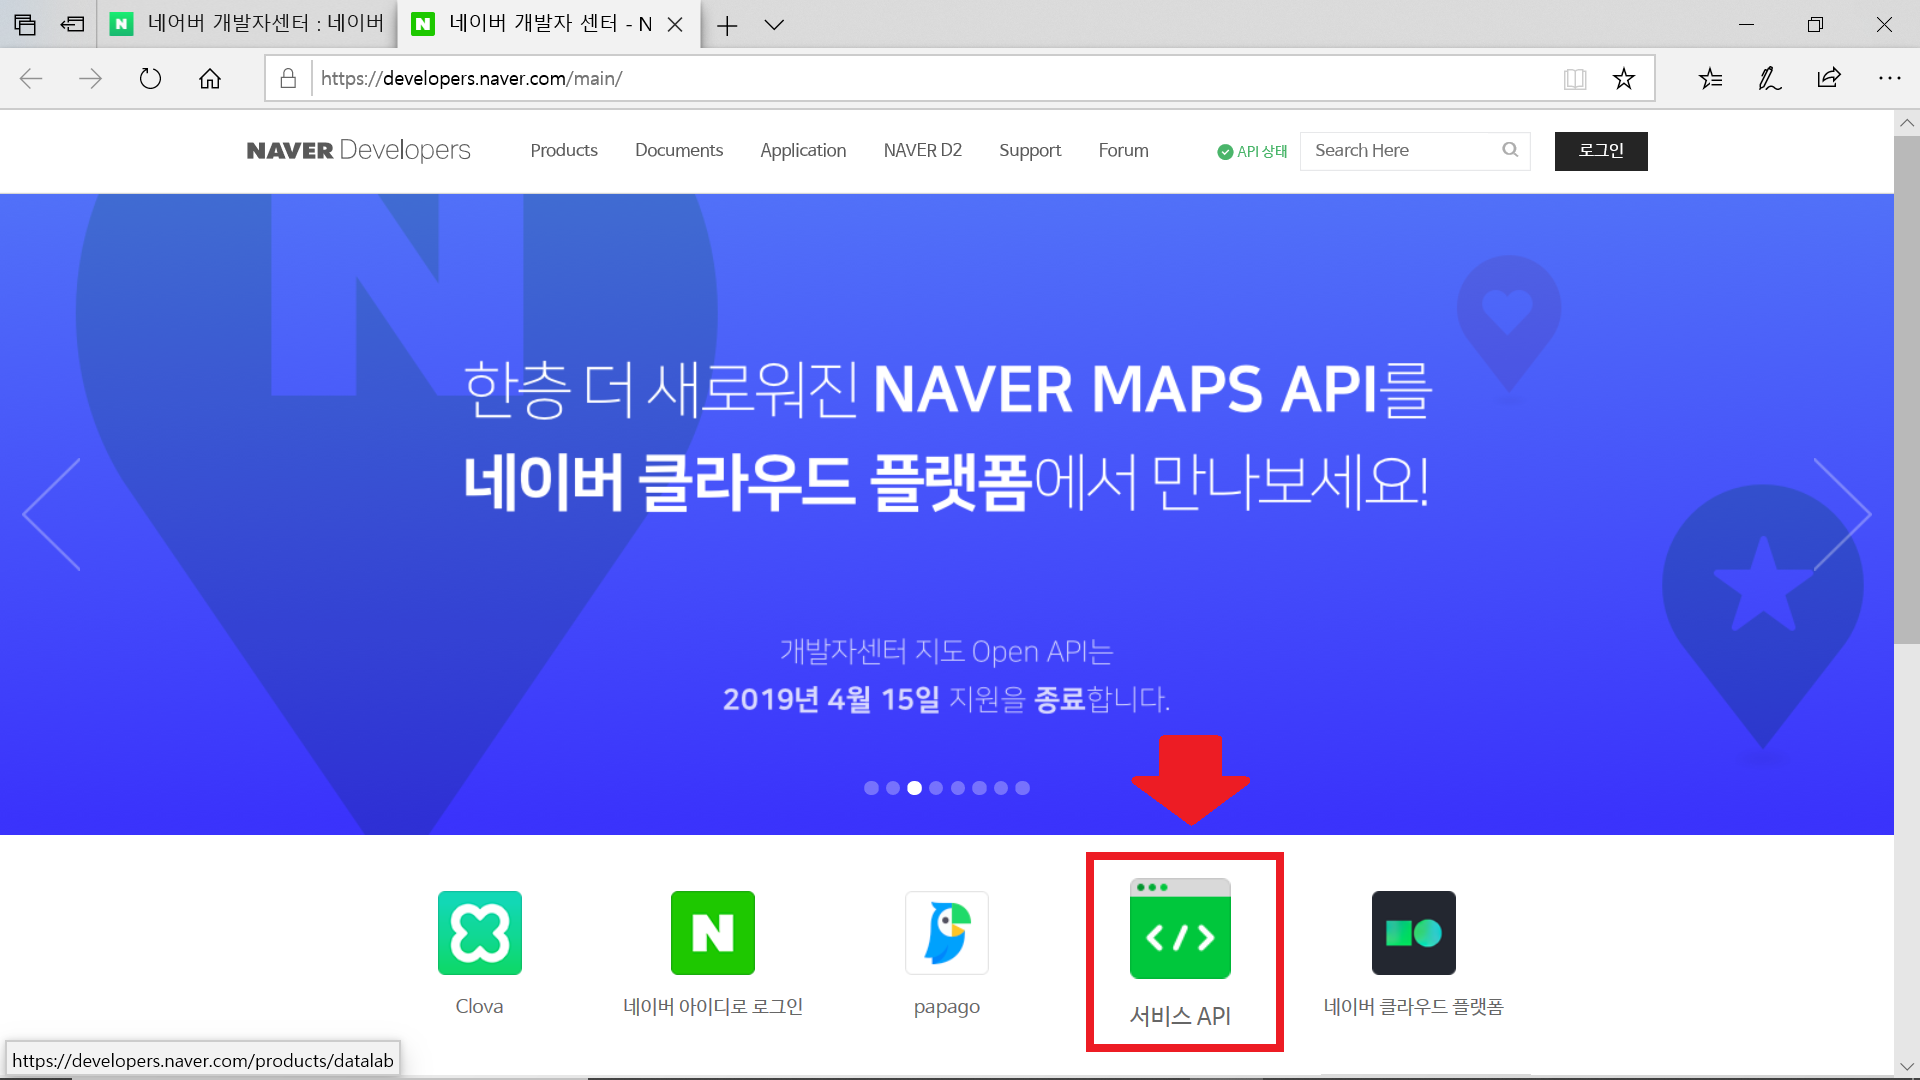 네어버 개발자센터 : 네이버
네이버 개발자 센터 - N
https://developers.naver.com/main/
NAVER Developers
Products
Documents
Application
NAVER D2
Support
Forum
API 상태
Search Here
로그인
한층 더 새로워진 NAVER MAPS API를
네이버 클라우드 플랫폼에서 만나보세요!
개발자센터 지도 Open API는
2019년 4월 15일 지원을 종료합니다.
Clova
네이버 아이디로 로그인
papago
서비스 API
네이버 클라우드 플랫폼
https://developers.naver.com/products/datalab